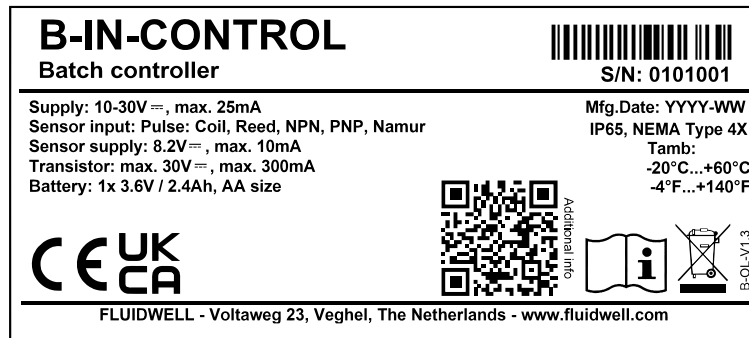 B-IN-CONTROL
Batch controller
S/N: 0101001
Supply: 10-30V ⎓, max. 25mA
Sensor input: Pulse: Coil, Reed, NPN, PNP, Namur
Sensor supply: 8.2V⎓, max. 10mA
Transistor: max. 30V⎓, max. 300mA
Battery: 1x 3.6V / 2.4Ah, AA size
Mfg.Date: YYYY-WW
IP65, NEMA Type 4X
Tamb:
-20°C...+60°C
-4°F...+140°F
Additional info
CE UK
CA
i
B-OL-V1.3
FLUIDWELL - Voltaweg 23, Veghel, The Netherlands - www.fluidwell.com